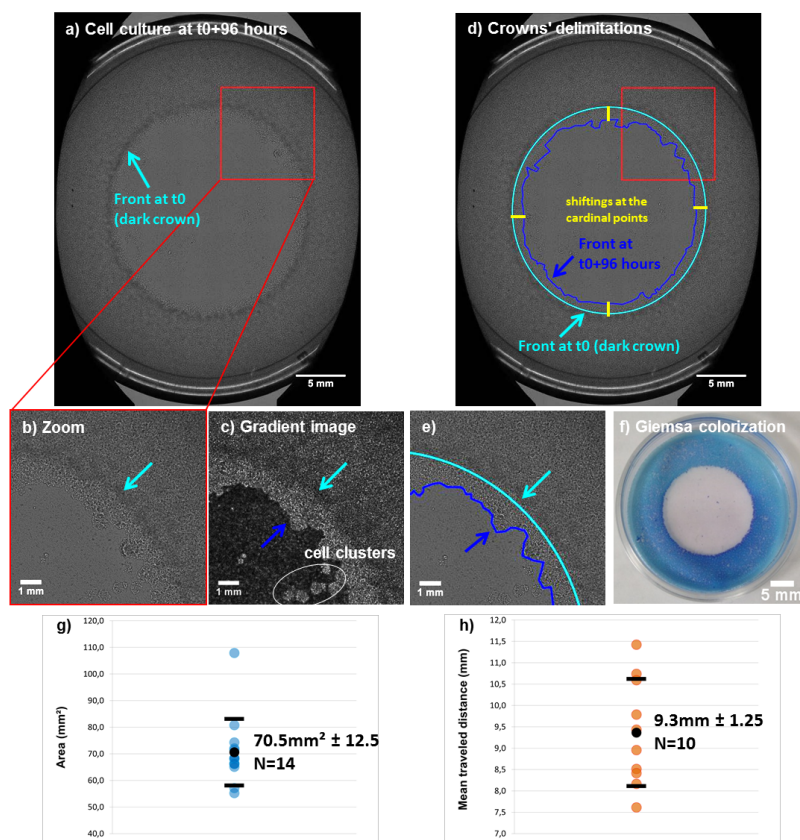 a) Cell culture at t0+96 hours
Front at t0
(dark crown)
5 mm
d) Crowns' delimitations
shiftings at the
cardinal points
Front at
t0+96 hours
Front at t0 (dark crown)
5 mm
b) Zoom
1 mm
c) Gradient image
cell clusters
1 mm
e)
1 mm
f) Giemsa colorization
5 mm
g)
Area (mm²)
120,0
110,0
100,0
90,0
80,0
70,0
60,0
50,0
40,0
70.5mm² ± 12.5
N=14
h)
Mean traveled distance (mm)
12,0
11,5
11,0
10,5
10,0
9,5
9,0
8,5
8,0
7,5
7,0
9.3mm ± 1.25
N=10